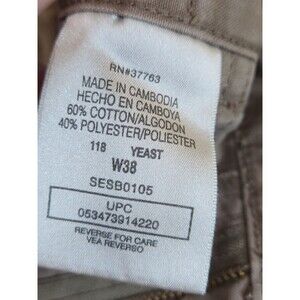 RN#37763
MADE IN CAMBODIA
HECHO EN CAMBOYA
60% COTTON/ALGODON
40% POLYESTER/POLIESTER
118 YEAST
W38
SESB0105
UPC
053473914220
REVERSE FOR CARE
VEA REVERSO